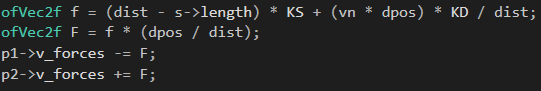 ofVec2f f = (dist - s->length) * KS + (vn * dpos) * KD / dist;
ofVec2f F = f * (dpos / dist);
p1->v_forces -= F;
p2->v_forces += F;